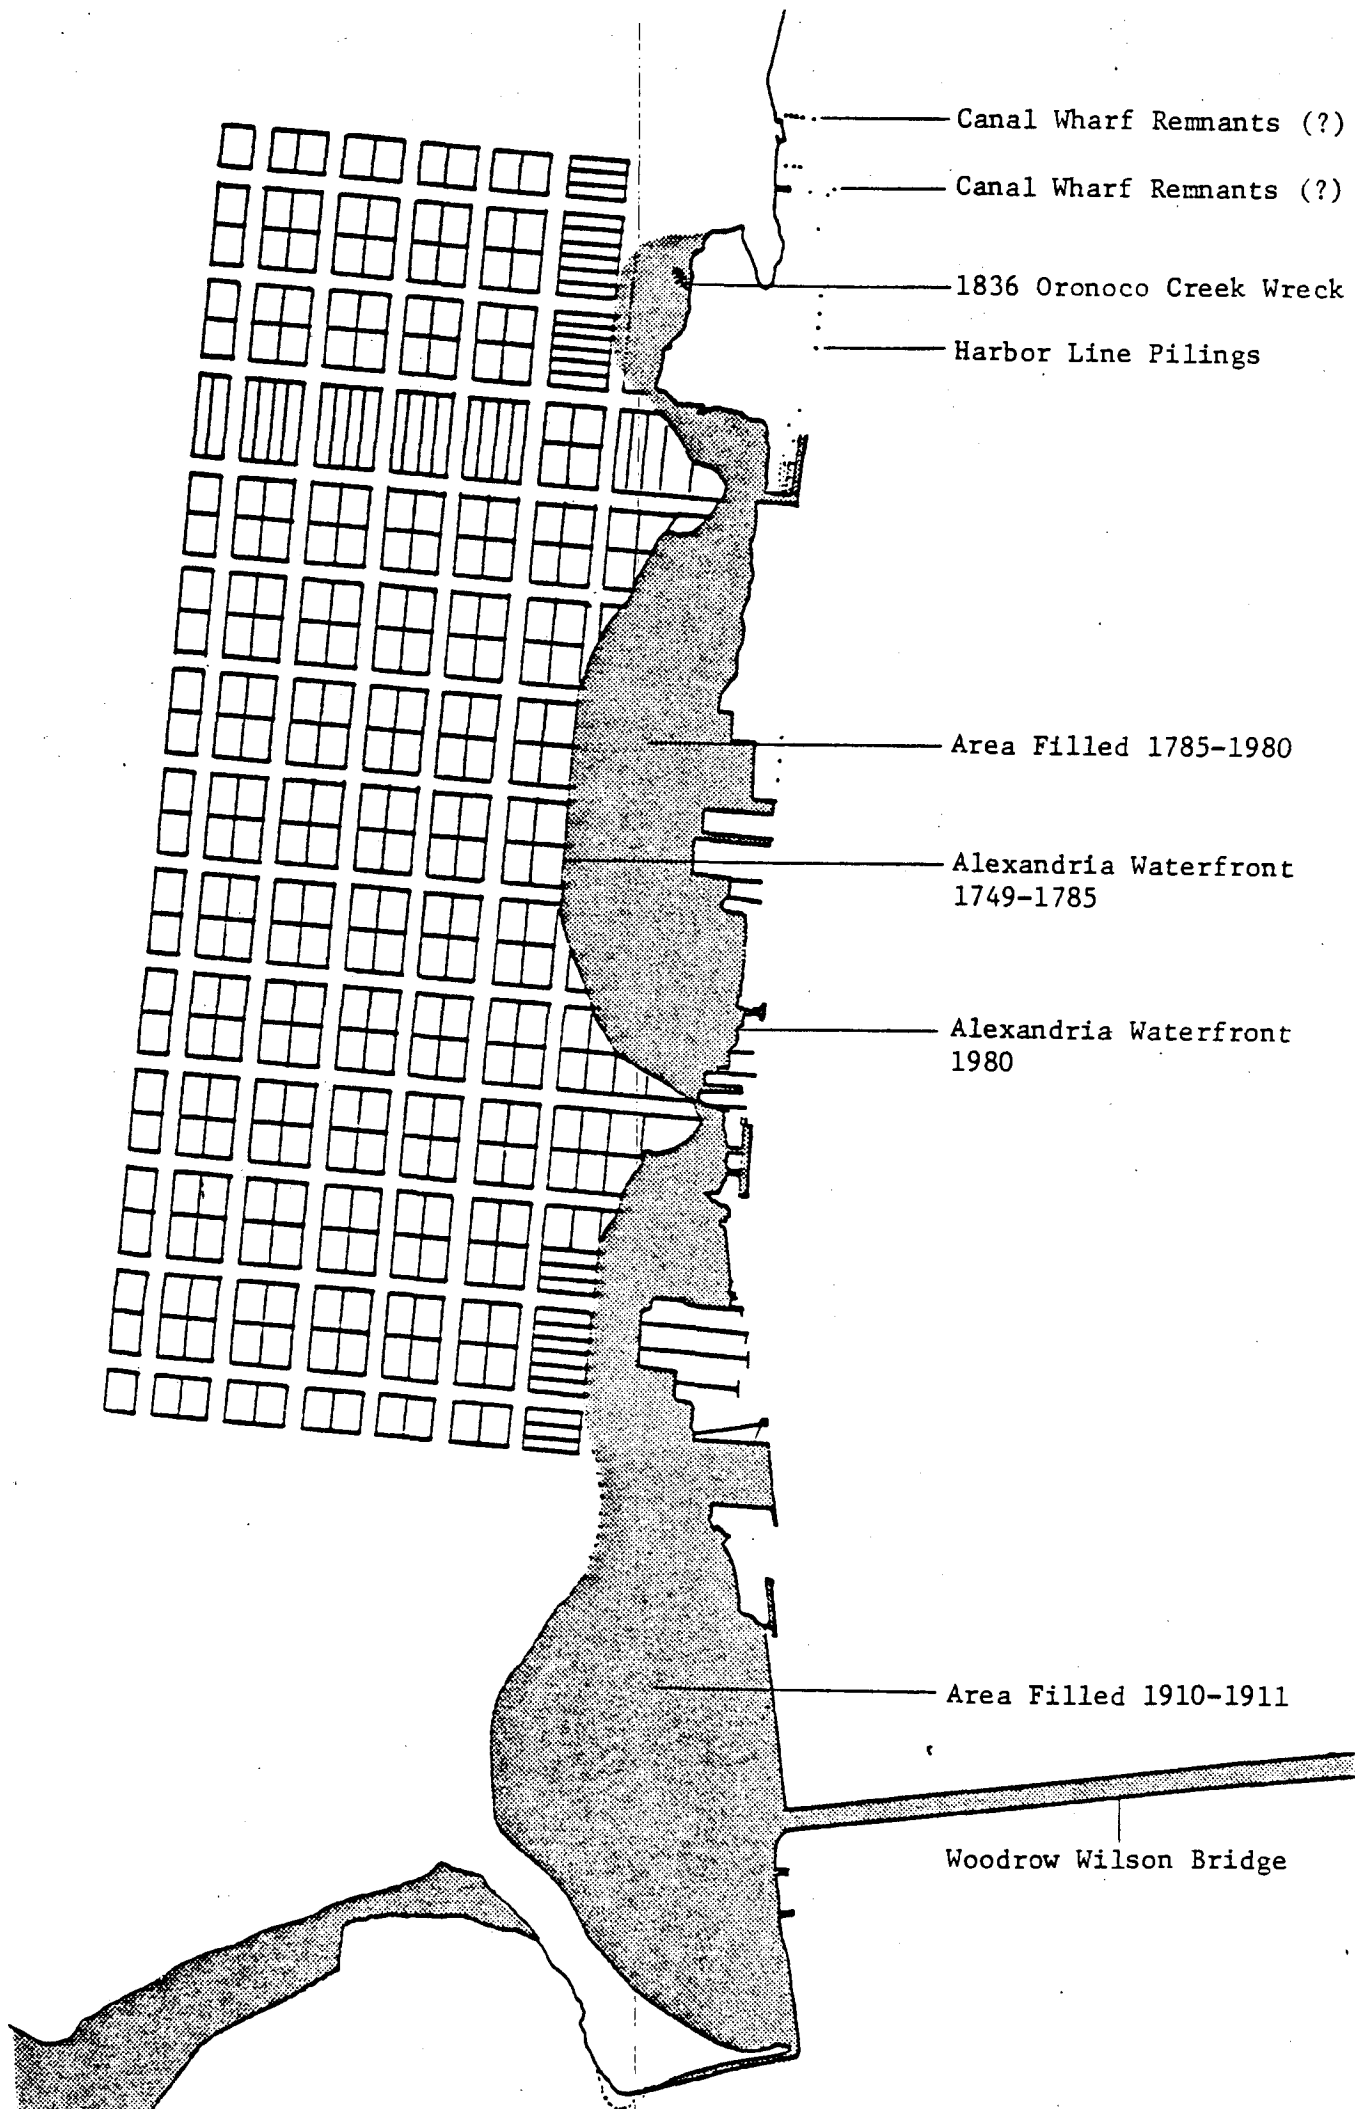 Canal Wharf Remnants (?)
Canal Wharf Remnants (?)
1836 Oronoco Creek Wreck
Harbor Line Pilings
Area Filled 1785-1980
Alexandria Waterfront
1749-1785
Alexandria Waterfront
1980
Area Filled 1910-1911
Woodrow Wilson Bridge